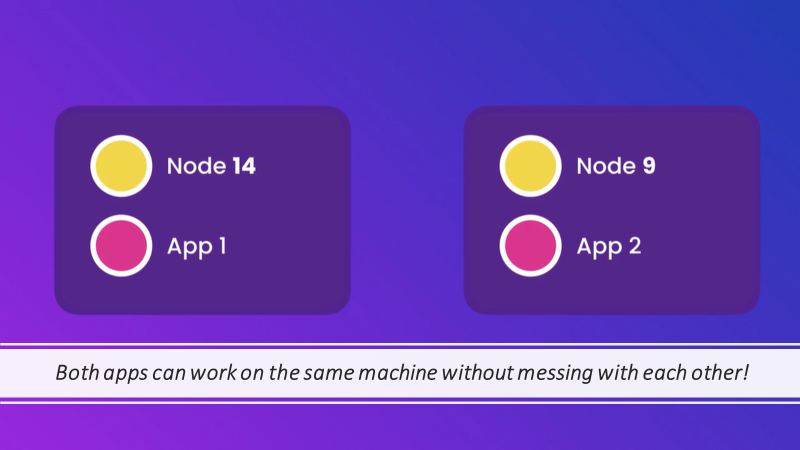 Node 14
App 1
Node 9
App 2
Both apps can work on the same machine without messing with each other!